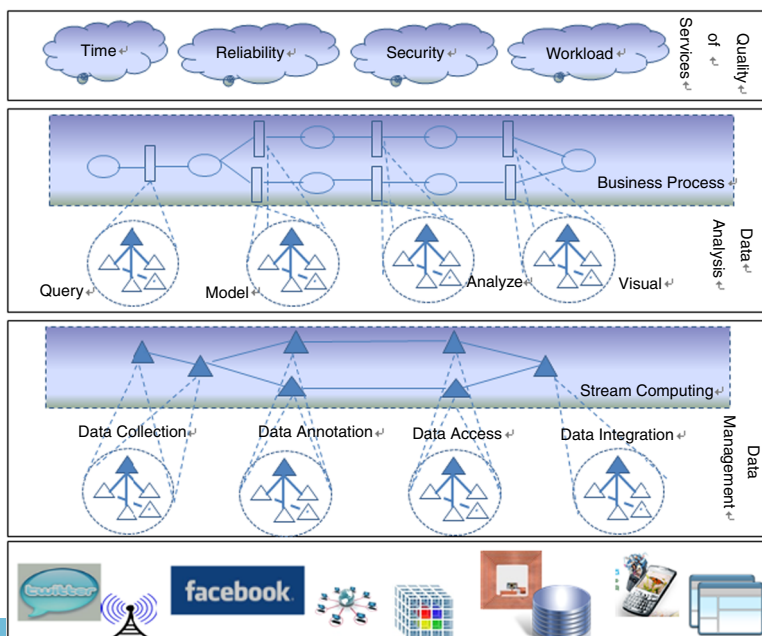 Time↵
Reliability↵
Security↵
Workload↵
Quality↵
of↵
Services↵
Business Process↵
Query↵
Model↵
Analyze↵
Visual↵
Data↵
Analysis↵
Stream Computing↵
Data Collection↵
Data Annotation↵
Data Access↵
Data Integration↵
Data
Management↵
twitter
facebook.